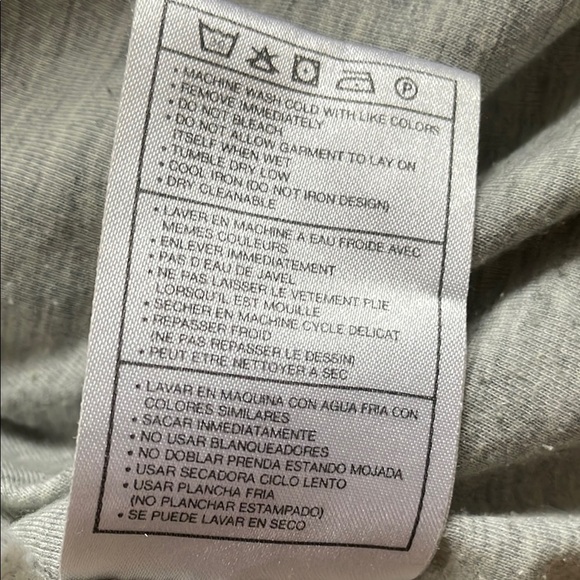 • MACHINE WASH COLD WITH LIKE COLORS
• REMOVE IMMEDIATELY
• DO NOT BLEACH
• DO NOT ALLOW GARMENT TO LAY ON
ITSELF WHEN WET
• TUMBLE DRY LOW
• COOL IRON (DO NOT IRON DESIGN)
• DRY CLEANABLE
• LAVER EN MACHINE A EAU FROIDE AVEC
MEMES COULEURS
• ENLEVER IMMEDIATEMENT
• PAS D'EAU DE JAVEL
• NE PAS LAISSER LE VETEMENT PLIE
LORSQU'IL EST MOUILLE
• SECHER EN MACHINE CYCLE DELICAT
• REPASSER FROID
(NE PAS REPASSER LE DESSIN)
• PEUT ETRE NETTOYER A SEC
• LAVAR EN MAQUINA CON AGUA FRIA CON
COLORES SIMILARES
• SACAR INMEDIATAMENTE
• NO USAR BLANQUEADORES
• NO DOBLAR PRENDA ESTANDO MOJADA
• USAR SECADORA CICLO LENTO
• USAR PLANCHA FRIA
(NO PLANCHAR ESTAMPADO)
• SE PUEDE LAVAR EN SECO